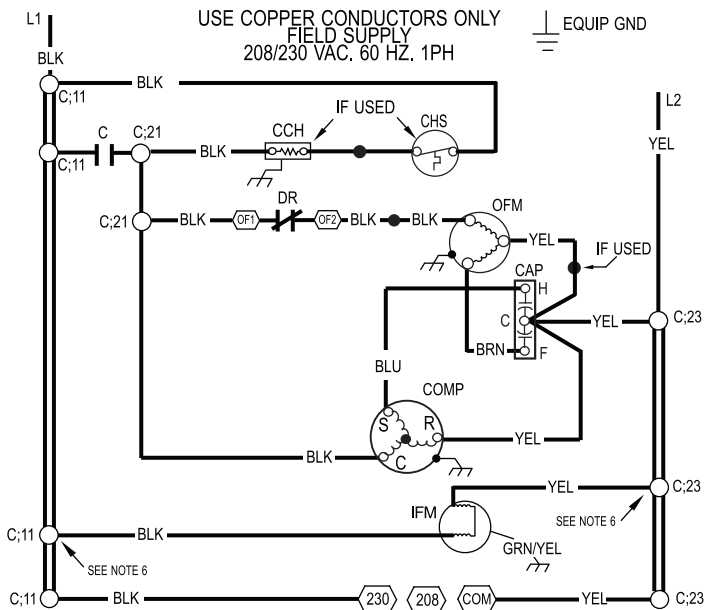 L1
USE COPPER CONDUCTORS ONLY
FIELD SUPPLY
208/230 VAC. 60 HZ. 1PH
EQUIP GND
BLK
BLK
C;11
L2
IF USED
C
C;21
CCH
CHS
BLK
C;11
YEL
DR
OFM
C;21
BLK
OF1
OF2
BLK
BLK
YEL
IF USED
CAP
H
C
YEL
C;23
BRN
F
BLU
COMP
S
R
YEL
C
BLK
YEL
C;23
IFM
SEE NOTE 6
C;11
BLK
GRN/YEL
SEE NOTE 6
C;11
BLK
230
208
COM
YEL
C;23